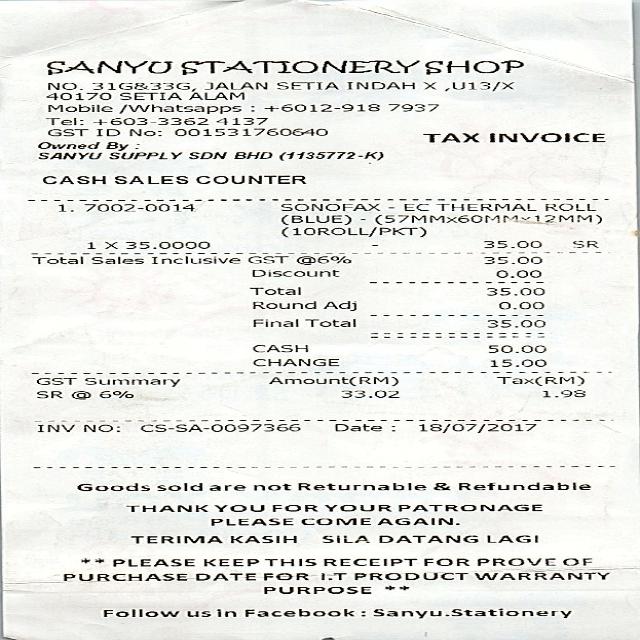 SANYU STATIONERY SHOP
NO. 31G&33G, JALAN SETIA INDAH X ,U13/X
40170 SETIA ALAM
Mobile /Whatsapps : +6012-918 7937
Tel: +603-3362 4137
GST ID No: 001531760640
TAX INVOICE
Owned By :
SANYU SUPPLY SDN BHD (1135772-K)
CASH SALES COUNTER
1. 7002-0014 SONOFAX - EC THERMAL ROLL
(BLUE) - (57MMx60MMx12MM)
(10ROLL/PKT)
1 X 35.0000 - 35.00 SR
Total Sales Inclusive GST @6% 35.00
Discount 0.00
Total 35.00
Round Adj 0.00
Final Total 35.00
CASH 50.00
CHANGE 15.00
GST Summary Amount(RM) Tax(RM)
SR @ 6% 33.02 1.98
INV NO: CS-SA-0097366 Date : 18/07/2017
Goods sold are not Returnable & Refundable
THANK YOU FOR YOUR PATRONAGE
PLEASE COME AGAIN.
TERIMA KASIH SILA DATANG LAGI
** PLEASE KEEP THIS RECEIPT FOR PROVE OF
PURCHASE DATE FOR I.T PRODUCT WARRANTY
PURPOSE **
Follow us in Facebook : Sanyu.Stationery